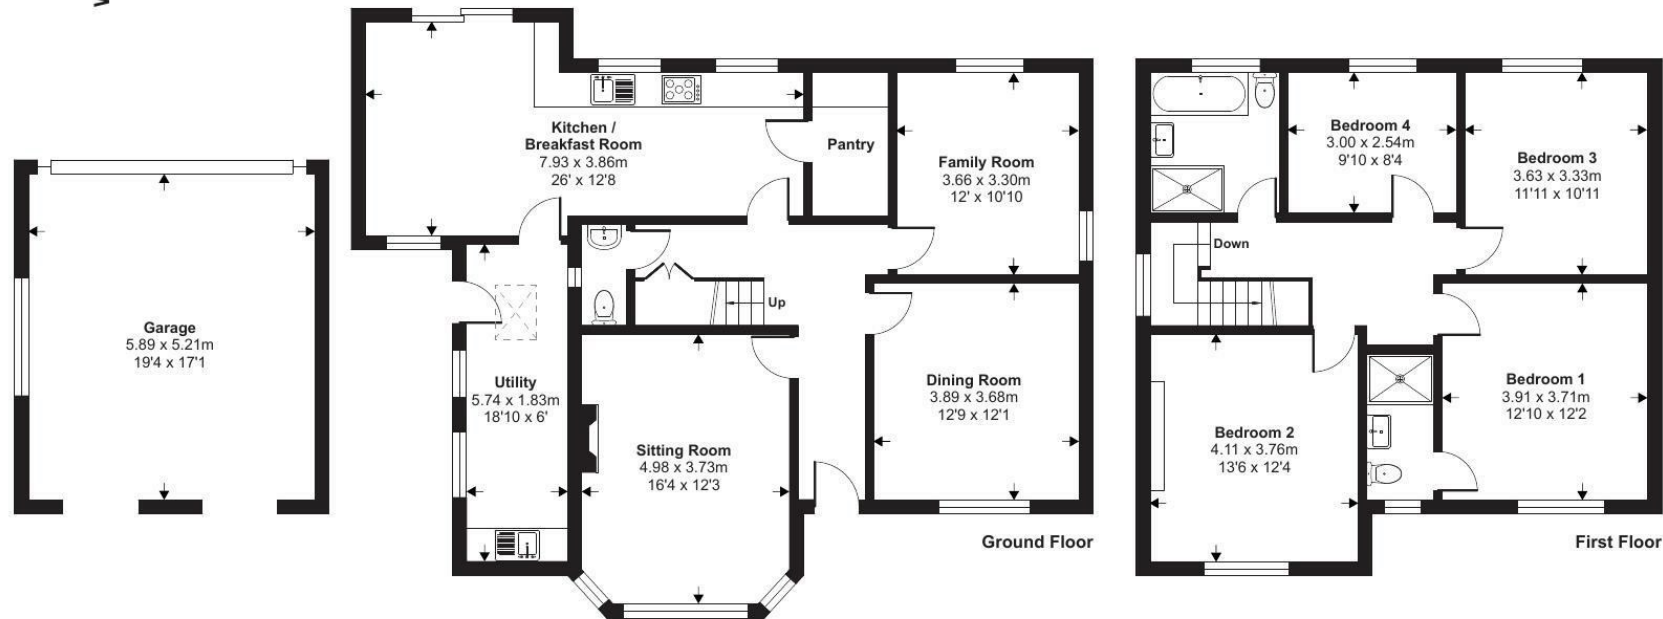 Garage
5.89 x 5.21m
19'4 x 17'1
Kitchen /
Breakfast Room
7.93 x 3.86m
26' x 12'8
Pantry
Family Room
3.66 x 3.30m
12' x 10'10
Up
Utility
5.74 x 1.83m
18'10 x 6'
Sitting Room
4.98 x 3.73m
16'4 x 12'3
Dining Room
3.89 x 3.68m
12'9 x 12'1
Ground Floor
Bedroom 4
3.00 x 2.54m
9'10 x 8'4
Bedroom 3
3.63 x 3.33m
11'11 x 10'11
Down
Bedroom 2
4.11 x 3.76m
13'6 x 12'4
Bedroom 1
3.91 x 3.71m
12'10 x 12'2
First Floor